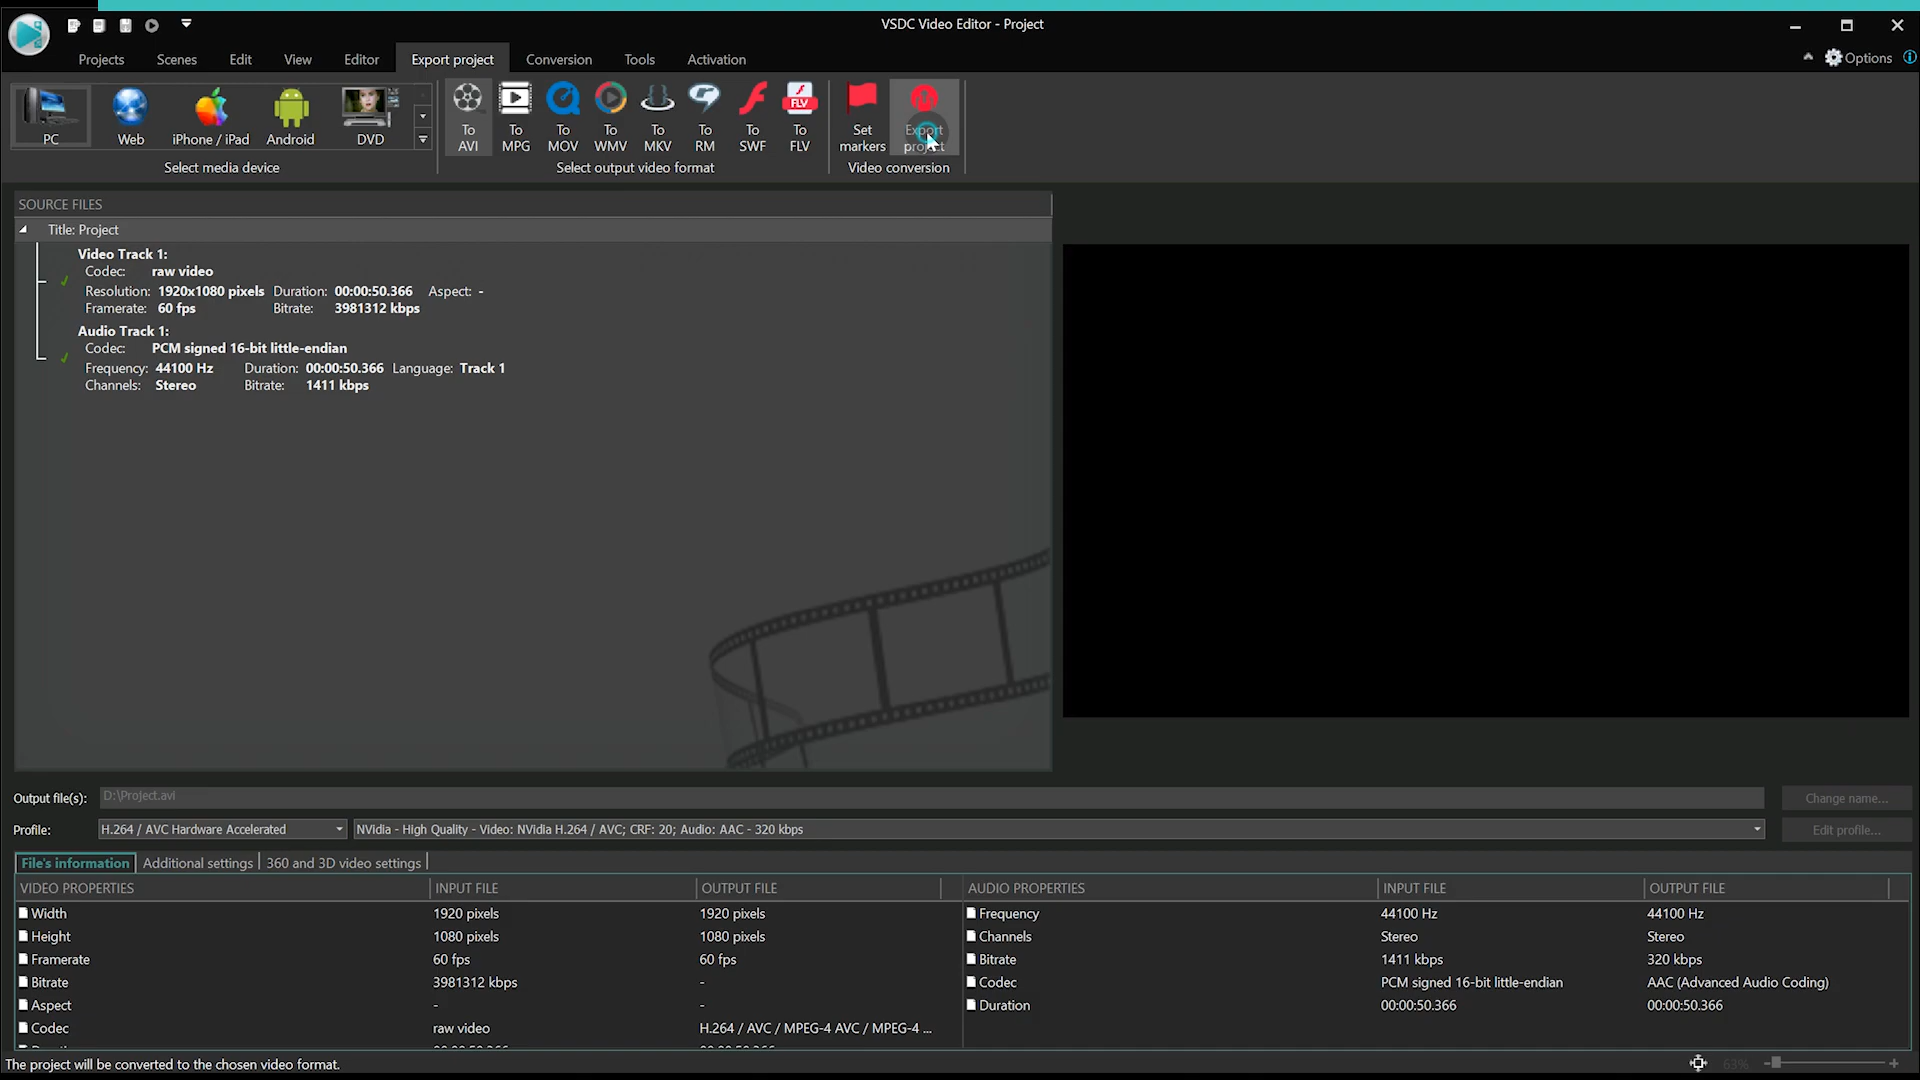 VSDC Video Editor - Project
Projects Scenes Edit View Editor Export project Conversion Tools Activation Options
PC Web iPhone / iPad Android DVD
To AVI To MPG To MOV To WMV To MKV To RM To SWF To FLV
FLV
Set markers Export project
Select media device Select output video format Video conversion
SOURCE FILES
Title: Project
Video Track 1:
Codec: raw video
Resolution: 1920x1080 pixels Duration: 00:00:50.366 Aspect: -
Framerate: 60 fps Bitrate: 3981312 kbps
Audio Track 1:
Codec: PCM signed 16-bit little-endian
Frequency: 44100 Hz Duration: 00:00:50.366 Language: Track 1
Channels: Stereo Bitrate: 1411 kbps
Output file(s): D:\Project.avi Change name...
Profile: H.264 / AVC Hardware Accelerated NVidia - High Quality - Video: NVidia H.264 / AVC; CRF: 20; Audio: AAC - 320 kbps Edit profile...
File's information Additional settings 360 and 3D video settings
VIDEO PROPERTIES INPUT FILE OUTPUT FILE AUDIO PROPERTIES INPUT FILE OUTPUT FILE
Width 1920 pixels 1920 pixels Frequency 44100 Hz 44100 Hz
Height 1080 pixels 1080 pixels Channels Stereo Stereo
Framerate 60 fps 60 fps Bitrate 1411 kbps 320 kbps
Bitrate 3981312 kbps - Codec PCM signed 16-bit little-endian AAC (Advanced Audio Coding)
Aspect - - Duration 00:00:50.366 00:00:50.366
Codec raw video H.264 / AVC / MPEG-4 AVC / MPEG-4 ...
The project will be converted to the chosen video format. 63%